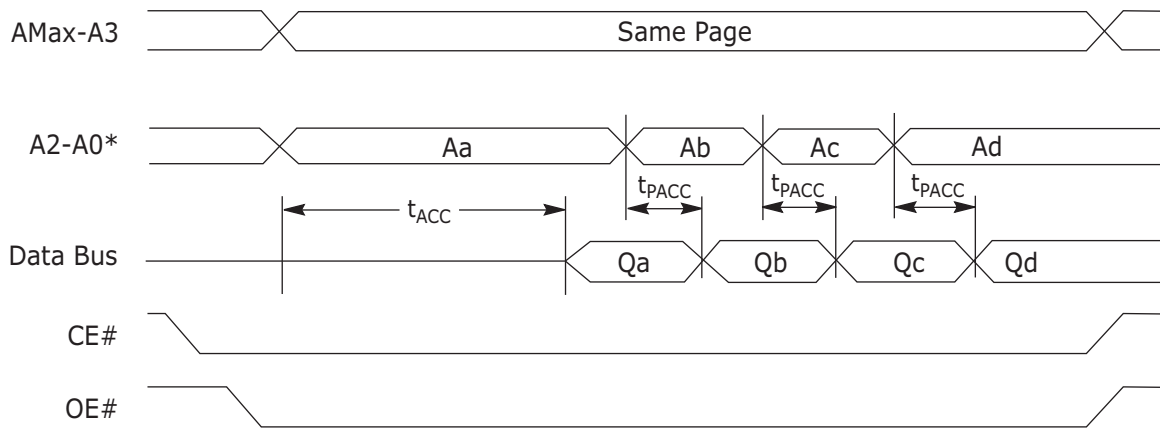 AMax-A3
Same Page
A2-A0*
Aa
Ab
Ac
Ad
tACC
tPACC
tPACC
tPACC
Data Bus
Qa
Qb
Qc
Qd
CE#
OE#